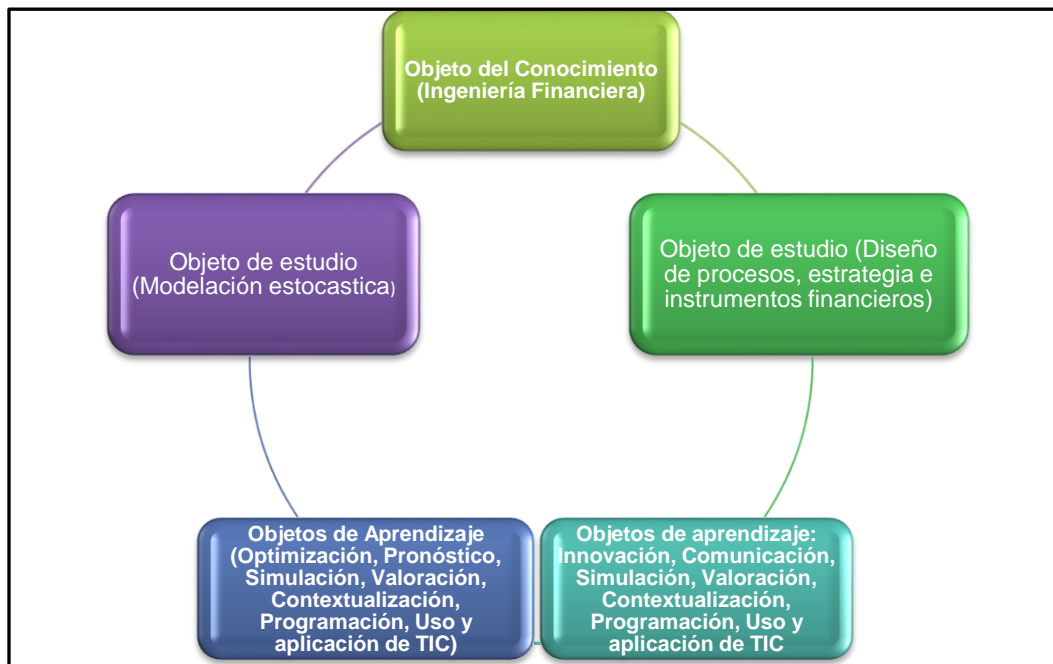 Objeto del Conocimiento
(Ingeniería Financiera)
Objeto de estudio
(Modelación estocastica)
Objeto de estudio (Diseño
de procesos, estrategia e
instrumentos financieros)
Objetos de Aprendizaje
(Optimización, Pronóstico,
Simulación, Valoración,
Contextualización,
Programación, Uso y
aplicación de TIC)
Objetos de aprendizaje:
Innovación, Comunicación,
Simulación, Valoración,
Contextualización,
Programación, Uso y
aplicación de TIC